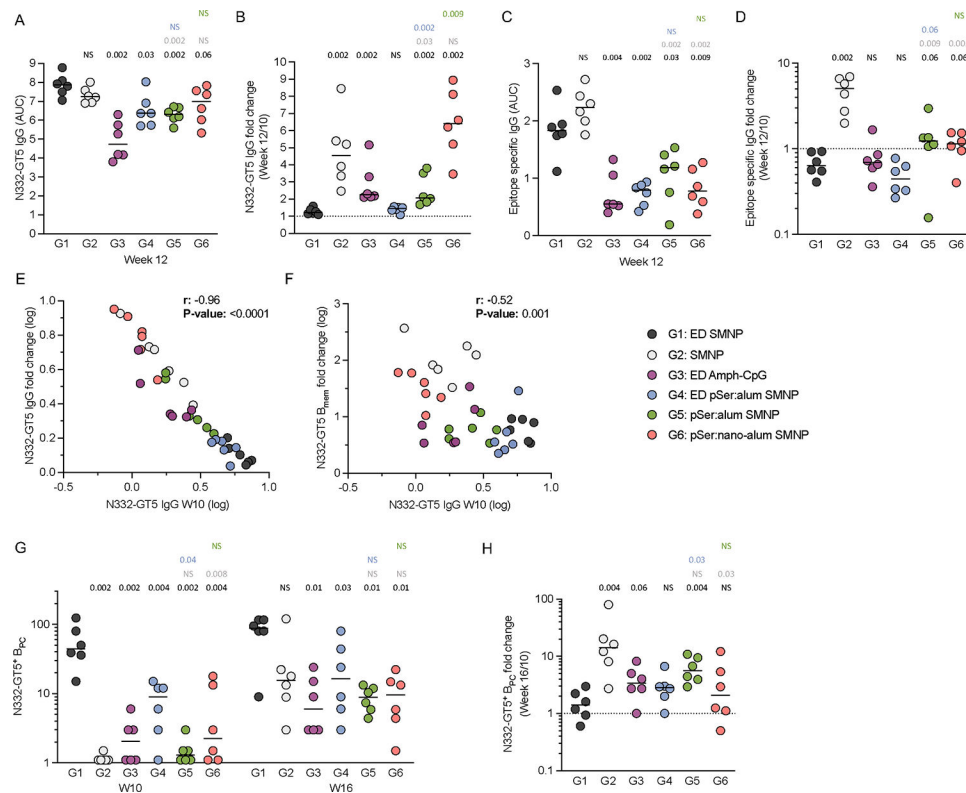 A
NS
NS 0.002 NS
NS 0.002 0.03 0.002 0.06
N332-GT5 IgG (AUC)
9
8
7
6
5
4
3
2
1
0
G1 G2 G3 G4 G5 G6
Week 12
B
0.009
0.002
0.03 NS
0.002 0.002 NS 0.002 0.002
N332-GT5 IgG fold change
(Week 12/10)
10
9
8
7
6
5
4
3
2
1
0
G1 G2 G3 G4 G5 G6
C
NS
NS
0.002 0.002
NS 0.004 0.002 0.03 0.009
Epitope specific IgG (AUC)
3
2
1
0
G1 G2 G3 G4 G5 G6
Week 12
D
NS
0.06
0.009
0.002 NS NS 0.06 0.06
Epitope specific IgG fold change
(Week 12/10)
10
1
0.1
G1 G2 G3 G4 G5 G6
E
r: -0.96
P-value: <0.0001
N332-GT5 IgG fold change (log)
1.0
0.8
0.6
0.4
0.2
0.0
-0.5 0.0 0.5 1.0
N332-GT5 IgG W10 (log)
F
r: -0.52
P-value: 0.001
N332-GT5 Bmem fold change (log)
3
2
1
0
-0.5 0.0 0.5 1.0
N332-GT5 IgG W10 (log)
G1: ED SMNP
G2: SMNP
G3: ED Amph-CpG
G4: ED pSer:alum SMNP
G5: pSer:alum SMNP
G6: pSer:nano-alum SMNP
G
NS NS
0.04 NS
NS 0.008 NS NS
0.002 0.002 0.004 0.002 0.004 NS 0.01 0.03 0.01 0.01
N332-GT5+ BPC
100
10
1
G1 G2 G3 G4 G5 G6 G1 G2 G3 G4 G5 G6
W10 W16
H
NS
0.03
NS 0.03
0.004 0.06 NS 0.004 NS
N332-GT5+ BPC fold change
(Week 16/10)
100
10
1
0.1
G1 G2 G3 G4 G5 G6